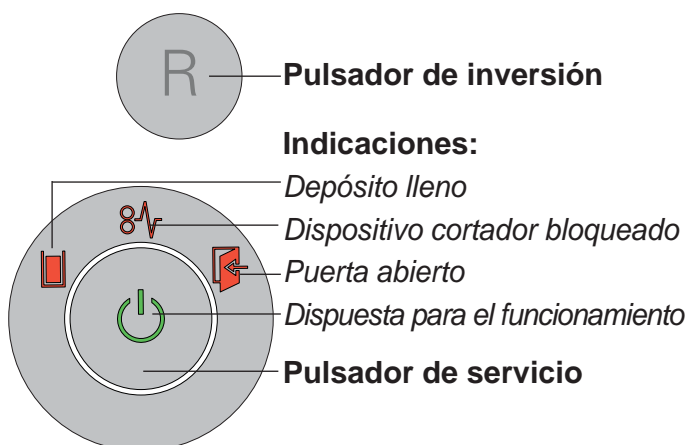 R
Pulsador de inversión
Indicaciones:
Depósito lleno
Dispositivo cortador bloqueado
Puerta abierto
Dispuesta para el funcionamiento
Pulsador de servicio